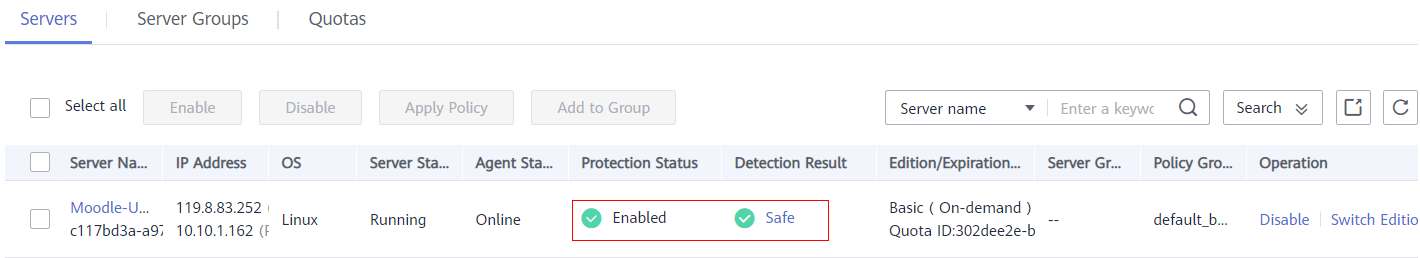 Servers Server Groups Quotas
Select all Enable Disable Apply Policy Add to Group Server name Enter a keywc Search
Server Na... IP Address OS Server Sta... Agent Sta... Protection Status Detection Result Edition/Expiration... Server Gr... Policy Gro... Operation
Moodle-U... 119.8.83.252 ( Linux Running Online Enabled Safe Basic ( On-demand ) -- default_b... Disable Switch Editio
c117bd3a-a97 10.10.1.162 (F Quota ID:302dee2e-b